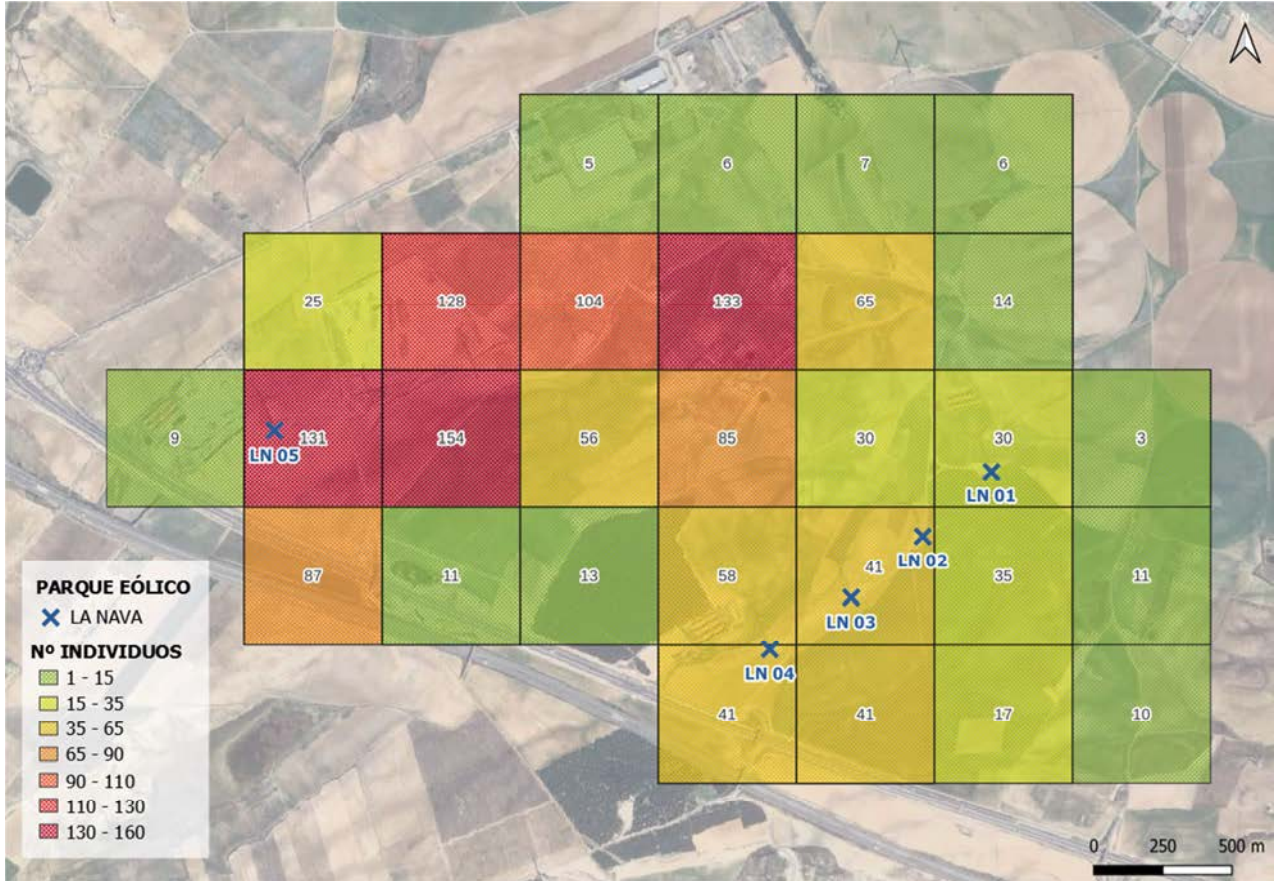 5 6 7 6
25 128 104 133 65 14
9 131 154 56 85 30 30 3
LN 05
LN 01
87 11 13 58 41 35 11
LN 02
LN 03
LN 04
41 41 17 10
PARQUE EÓLICO
LA NAVA
Nº INDIVIDUOS
1 - 15
15 - 35
35 - 65
65 - 90
90 - 110
110 - 130
130 - 160
0 250 500 m